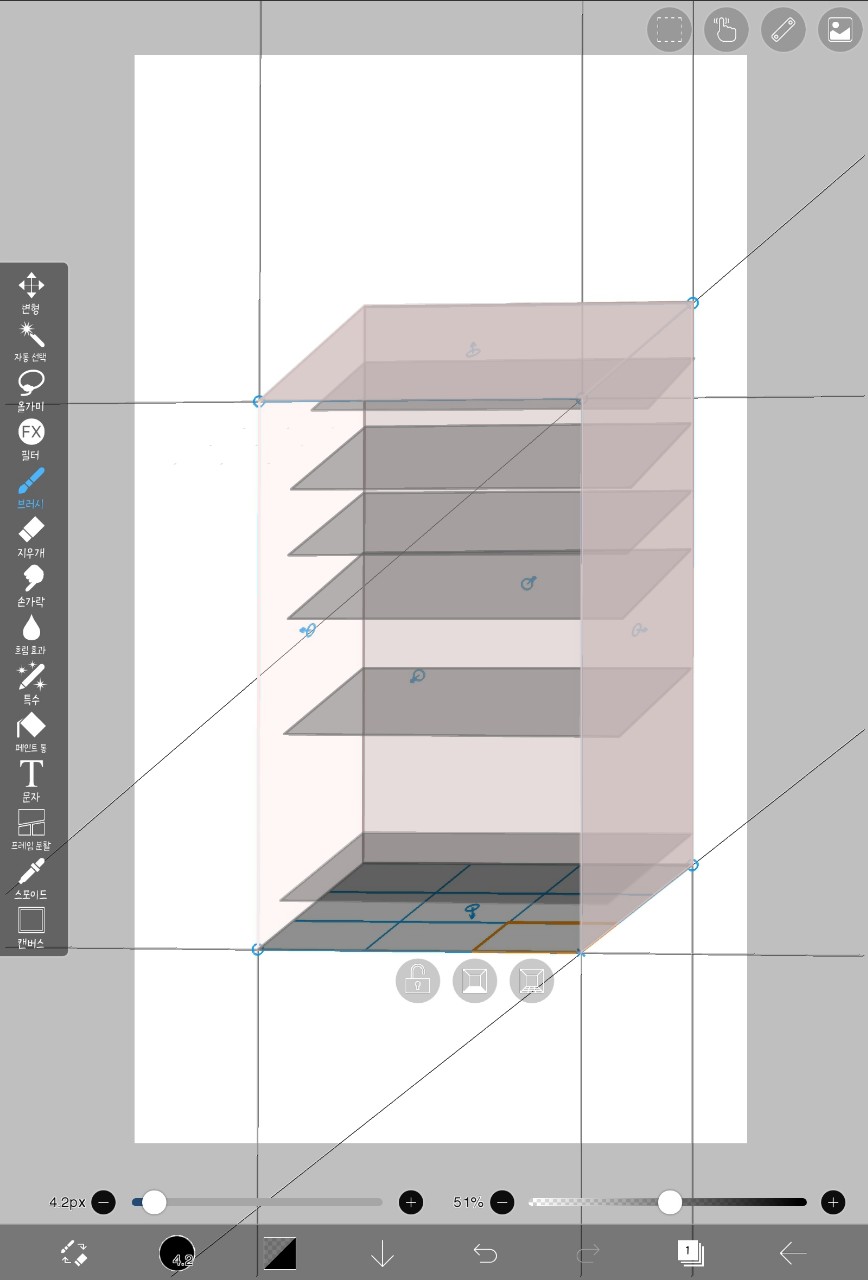 변형
자동 선택
올가미
FX
필터
브러시
지우개
손가락
흐림 효과
특수
페인트 통
T
문자
프레임 분할
스포이드
캔버스
4.2px
51%
4.2
1